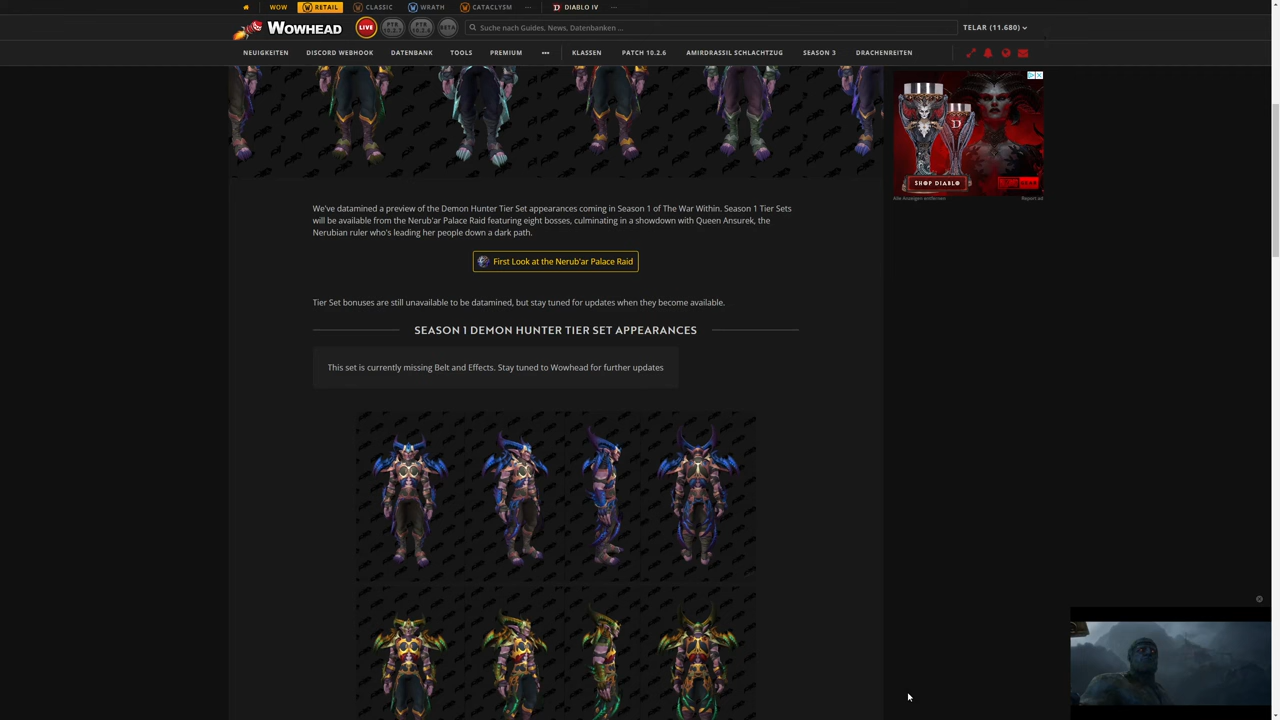 WOW RETAIL CLASSIC WRATH CATACLYSM ... DIABLO IV ...
WOWHEAD LIVE PTR PTR BETA Suche nach Guides, News, Datenbanken ... TELAR (11.680)
NEUIGKEITEN DISCORD WEBHOOK DATENBANK TOOLS PREMIUM ... KLASSEN PATCH 10.2.6 AMIRDRASSIL SCHLACHTZUG SEASON 3 DRACHENREITEN
SHOP DIABLO
Alle Anzeigen entfernen Report ad
We've datamined a preview of the Demon Hunter Tier Set appearances coming in Season 1 of The War Within. Season 1 Tier Sets
will be available from the Nerub'ar Palace Raid featuring eight bosses, culminating in a showdown with Queen Ansurek, the
Nerubian ruler who's leading her people down a dark path.
First Look at the Nerub'ar Palace Raid
Tier Set bonuses are still unavailable to be datamined, but stay tuned for updates when they become available.
SEASON 1 DEMON HUNTER TIER SET APPEARANCES
This set is currently missing Belt and Effects. Stay tuned to Wowhead for further updates